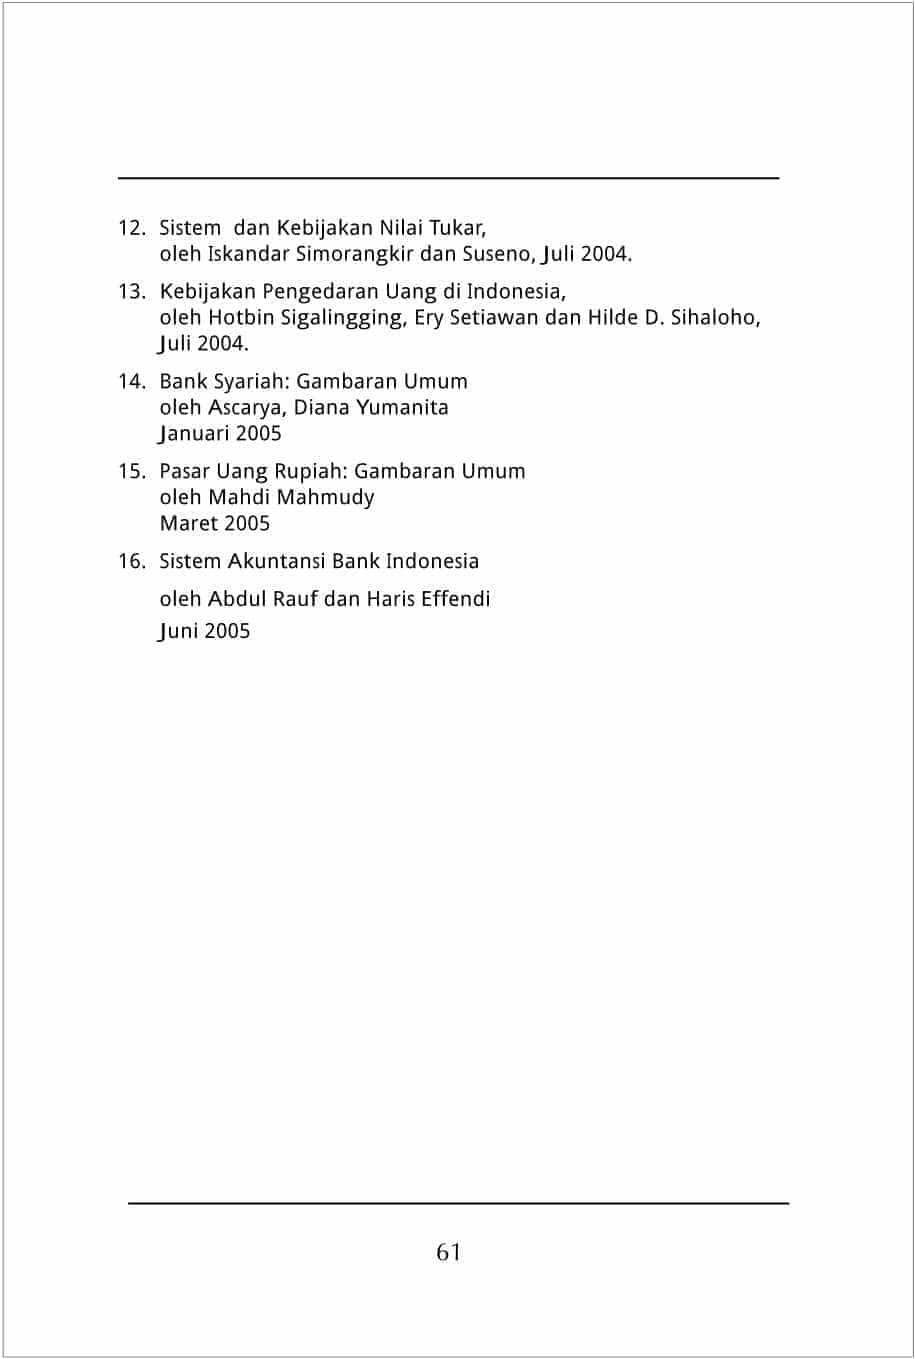 12. Sistem  dan Kebijakan Nilai Tukar,
oleh Iskandar Simorangkir dan Suseno, Juli 2004.
13. Kebijakan Pengedaran Uang di Indonesia,
oleh Hotbin Sigalingging, Ery Setiawan dan Hilde D. Sihaloho,
Juli 2004.
14. Bank Syariah: Gambaran Umum
oleh Ascarya, Diana Yumanita
Januari 2005
15. Pasar Uang Rupiah: Gambaran Umum
oleh Mahdi Mahmudy
Maret 2005
16. Sistem Akuntansi Bank Indonesia
oleh Abdul Rauf dan Haris Effendi
Juni 2005
61